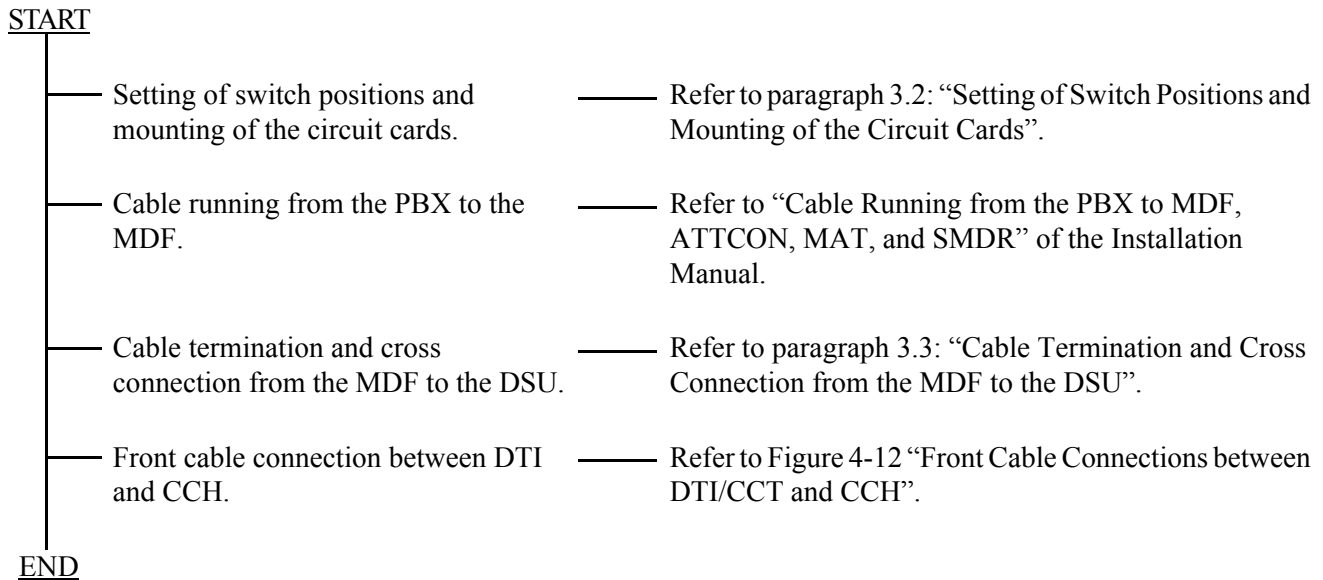 START
Setting of switch positions and
mounting of the circuit cards.
Refer to paragraph 3.2: “Setting of Switch Positions and
Mounting of the Circuit Cards”.
Cable running from the PBX to the
MDF.
Refer to “Cable Running from the PBX to MDF,
ATTCON, MAT, and SMDR” of the Installation
Manual.
Cable termination and cross
connection from the MDF to the DSU.
Refer to paragraph 3.3: “Cable Termination and Cross
Connection from the MDF to the DSU”.
Front cable connection between DTI
and CCH.
Refer to Figure 4-12 “Front Cable Connections between
DTI/CCT and CCH”.
END